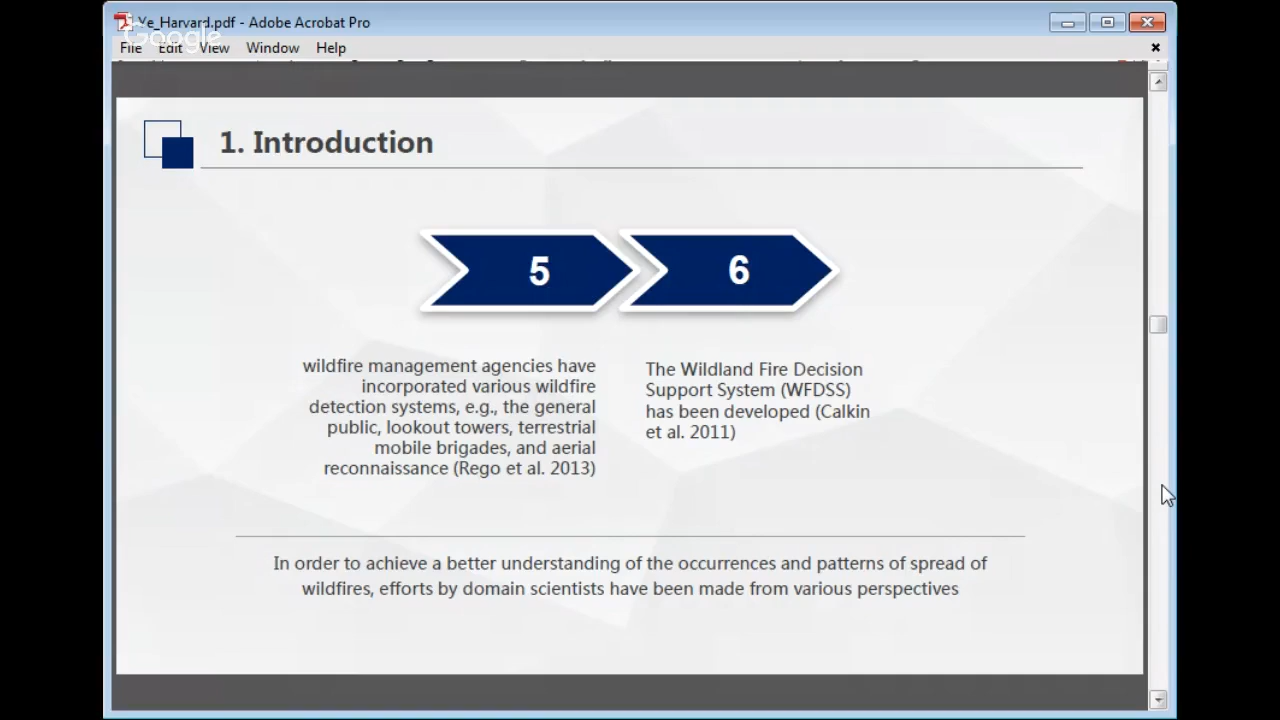 Ye_Harvard.pdf - Adobe Acrobat Pro
Google
File Edit View Window Help
1. Introduction
5
6
wildfire management agencies have
incorporated various wildfire
detection systems, e.g., the general
public, lookout towers, terrestrial
mobile brigades, and aerial
reconnaissance (Rego et al. 2013)
The Wildland Fire Decision
Support System (WFDSS)
has been developed (Calkin
et al. 2011)
In order to achieve a better understanding of the occurrences and patterns of spread of
wildfires, efforts by domain scientists have been made from various perspectives